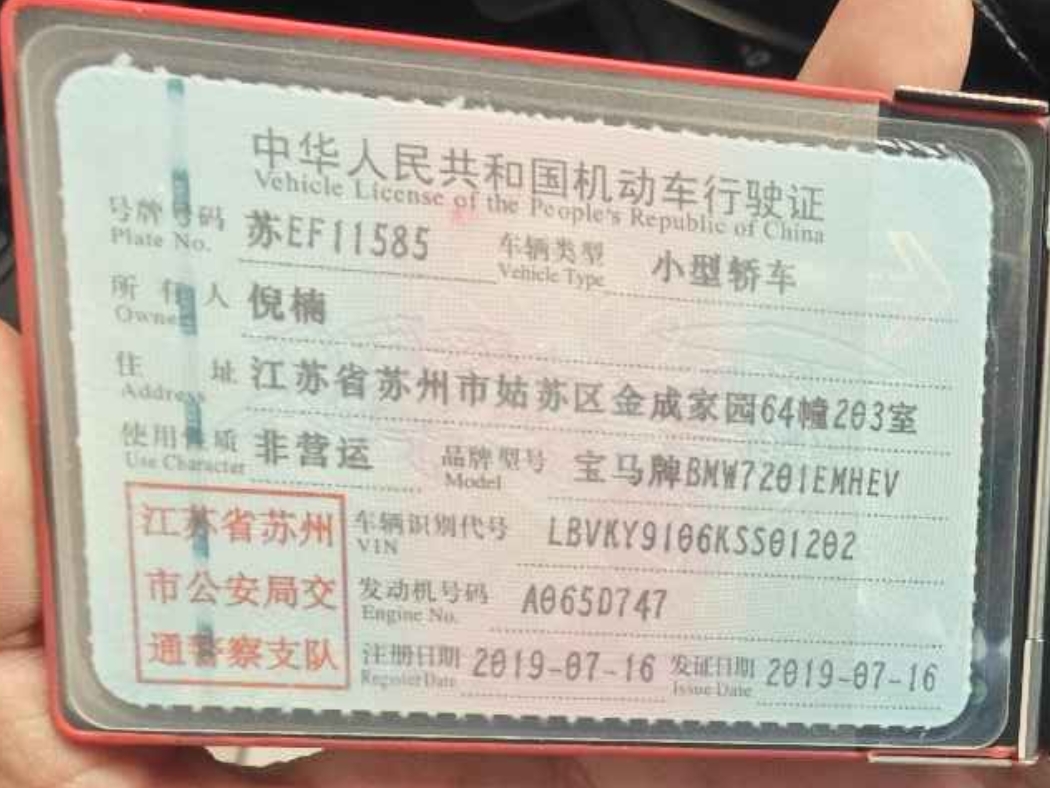 中华人民共和国机动车行驶证
Vehicle License of the People's Republic of China
号牌号码 苏EF11585 车辆类型 小型轿车
Plate No. Vehicle Type
所有人 倪楠
Owner
住址 江苏省苏州市姑苏区金成家园64幢203室
Address
使用性质 非营运 品牌型号 宝马牌BMW7201EMHEV
Use Character Model
江苏省苏州 车辆识别代号 LBVKY9106KSS01202
VIN
市公安局交 发动机号码 A065D747
Engine No.
通警察支队 注册日期 2019-07-16 发证日期 2019-07-16
Register Date Issue Date